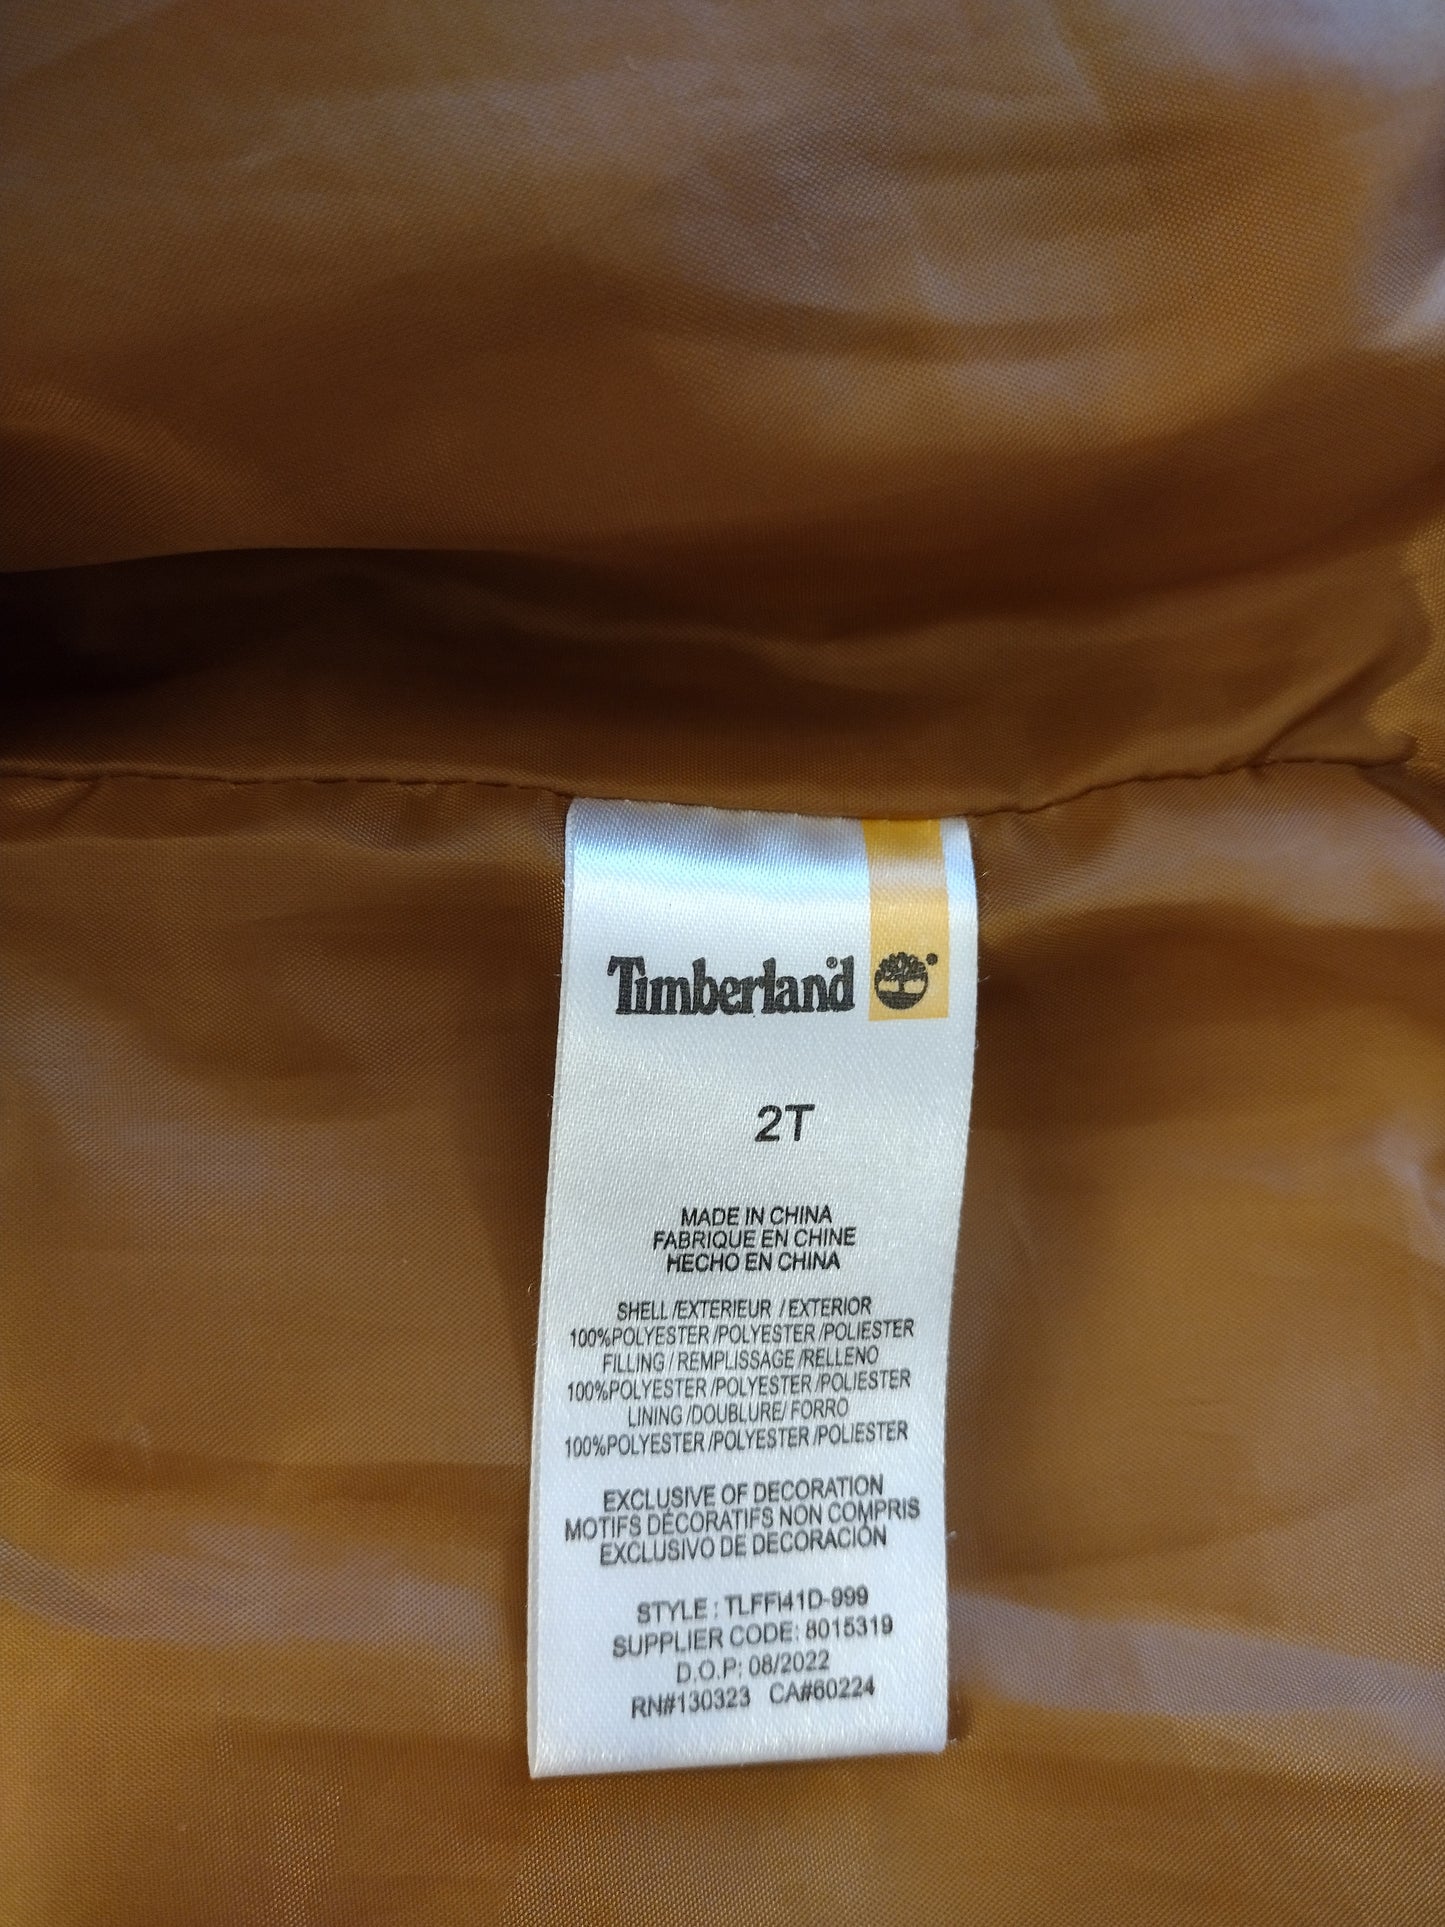 Timberland®
2T
MADE IN CHINA
FABRIQUE EN CHINE
HECHO EN CHINA
SHELL /EXTERIEUR /EXTERIOR
100%POLYESTER /POLYESTER /POLIESTER
FILLING / REMPLISSAGE /RELLENO
100%POLYESTER /POLYESTER /POLIESTER
LINING /DOUBLURE/ FORRO
100%POLYESTER /POLYESTER /POLIESTER
EXCLUSIVE OF DECORATION
MOTIFS DÉCORATIFS NON COMPRIS
EXCLUSIVO DE DECORACIÓN
STYLE : TLFFI41D-999
SUPPLIER CODE: 8015319
D.O.P: 08/2022
RN#130323 CA#60224